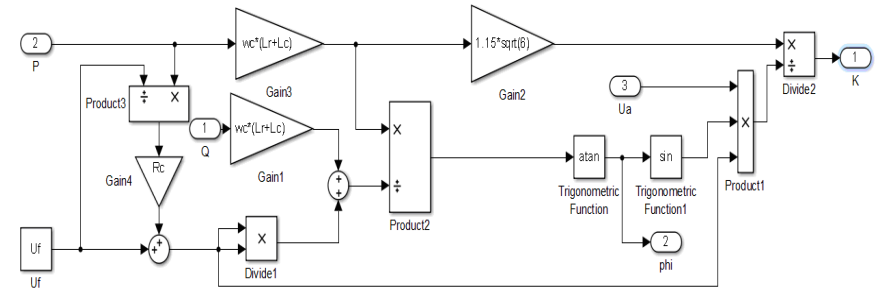 2
P
wc*(Lr+Lc)
Gain3
1.15*sqrt(6)
Gain2
×
÷
Divide2
1
K
÷ ×
Product3
3
Ua
1
Q
wc*(Lr+Lc)
Gain1
×
Product1
Rc
Gain4
×
÷
Product2
atan
Trigonometric
Function
sin
Trigonometric
Function1
+
+
Uf
Uf
+
+
×
Divide1
2
phi